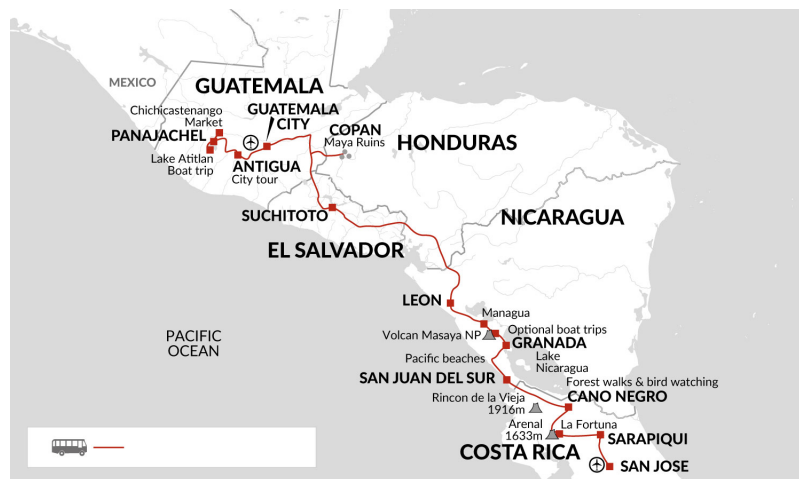 MEXICO
GUATEMALA
Chichicastenango
Market
GUATEMALA
CITY
PANAJACHEL
COPAN
Maya Ruins
HONDURAS
Lake Atitlan
Boat trip
ANTIGUA
City tour
SUCHITOTO
NICARAGUA
EL SALVADOR
LEON
Managua
Volcan Masaya NP
Optional boat trips
GRANADA
PACIFIC
OCEAN
Pacific beaches
Lake
Nicaragua
SAN JUAN DEL SUR
Forest walks & bird watching
Rincon de la Vieja
1916m
CANO NEGRO
Arenal
1633m
La Fortuna
COSTA RICA
SARAPIQUI
SAN JOSE